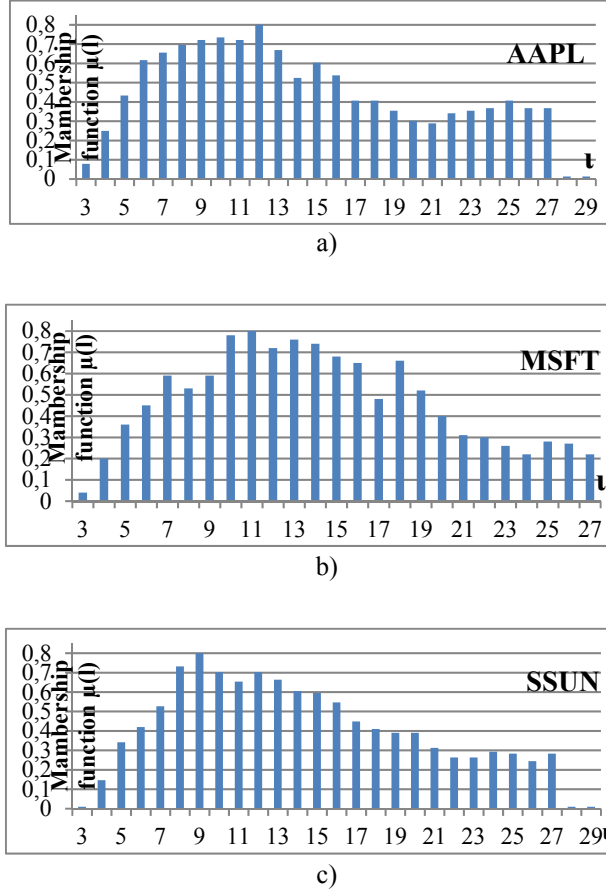 Mambership
function μ(l)
0,8
0,7
0,6
0,5
0,4
0,3
0,2
0,1
0
AAPL
ι
3 5 7 9 11 13 15 17 19 21 23 25 27 29
a)
Mambership
function μ(l)
0,8
0,7
0,6
0,5
0,4
0,3
0,2
0,1
0
MSFT
ι
3 5 7 9 11 13 15 17 19 21 23 25 27
b)
Mambership
function μ(l)
0,8
0,7
0,6
0,5
0,4
0,3
0,2
0,1
0
SSUN
3 5 7 9 11 13 15 17 19 21 23 25 27 29
c)